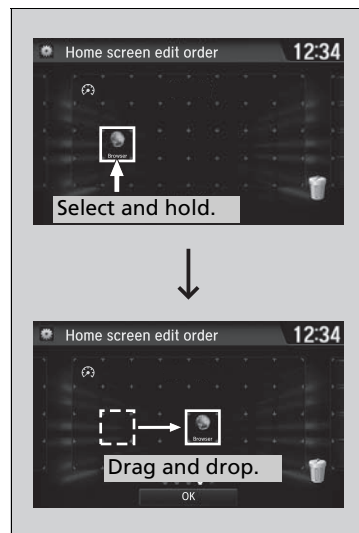 Home screen edit order 12:34
Browser
Select and hold.
Home screen edit order 12:34
Browser
Drag and drop.
OK